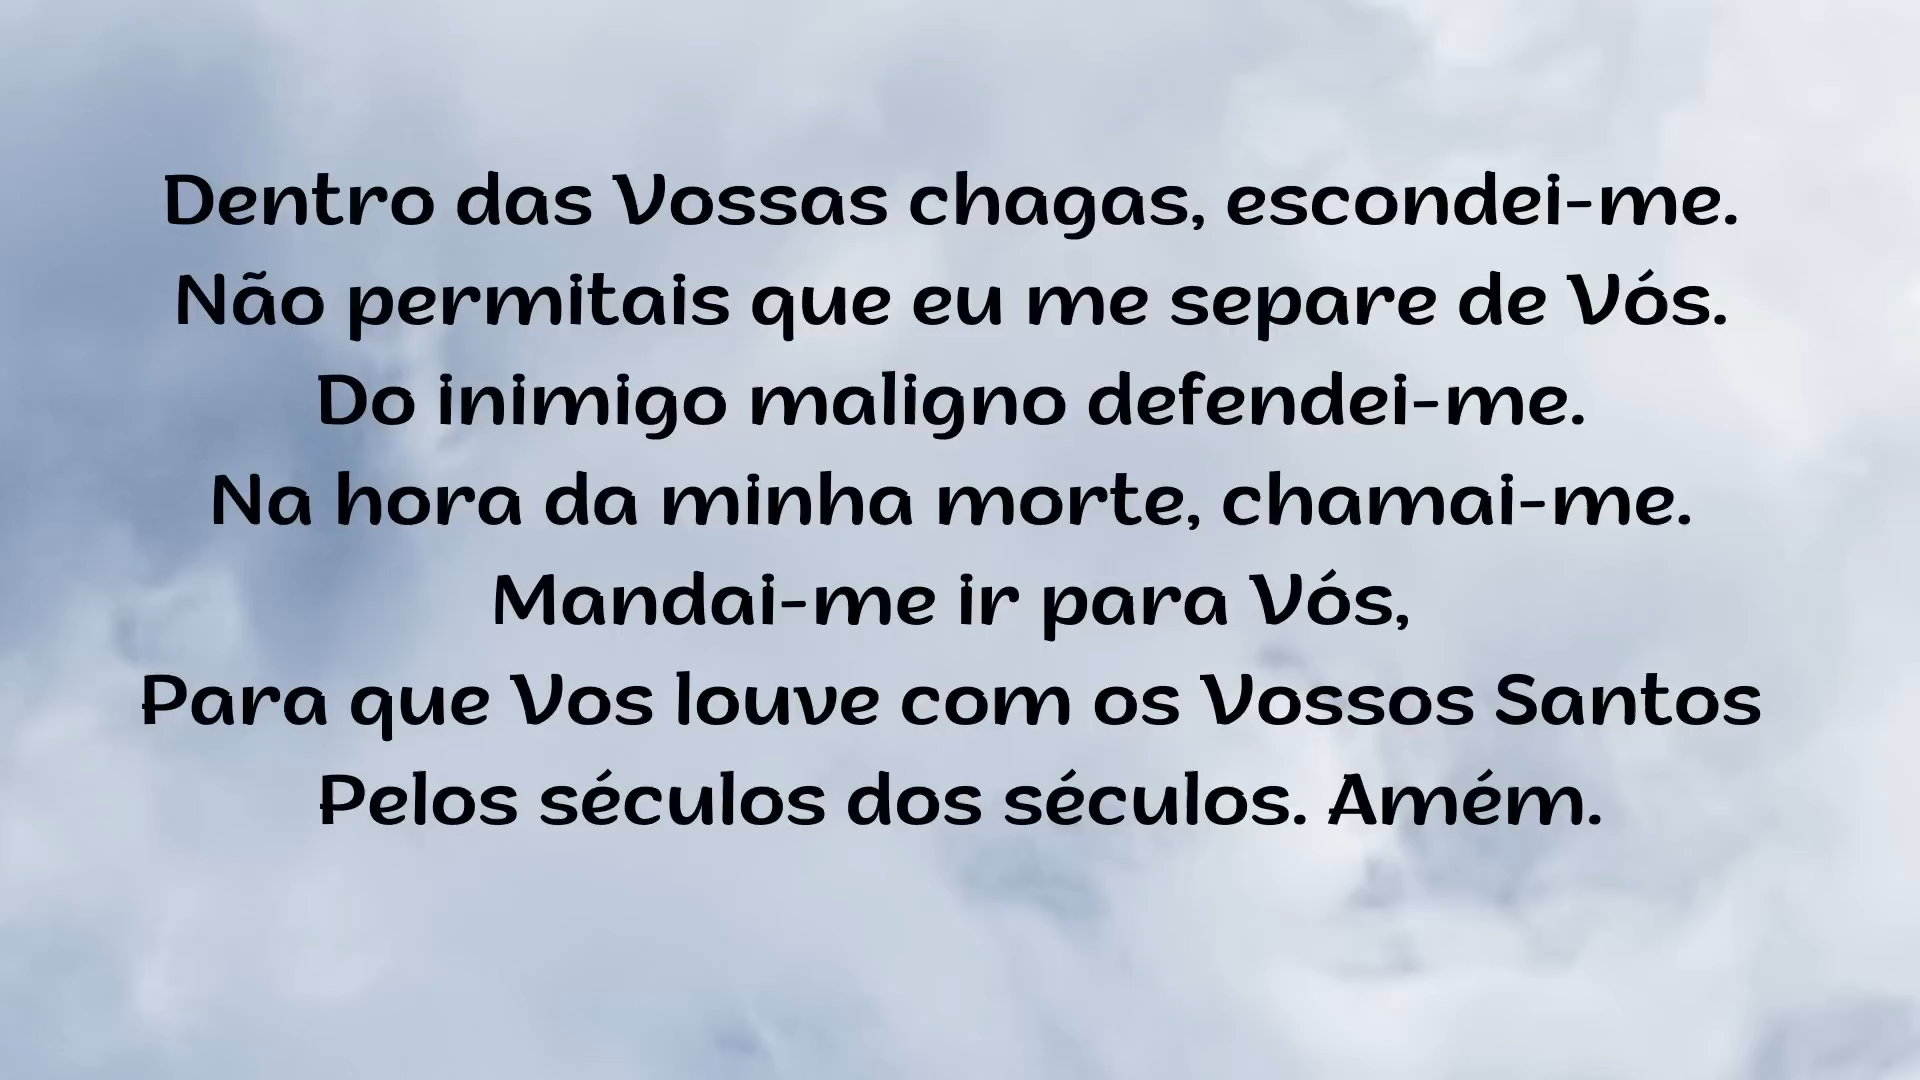 Dentro das Vossas chagas, escondei-me.
Não permitais que eu me separe de Vós.
Do inimigo maligno defendei-me.
Na hora da minha morte, chamai-me.
Mandai-me ir para Vós,
Para que Vos louve com os Vossos Santos
Pelos séculos dos séculos. Amém.